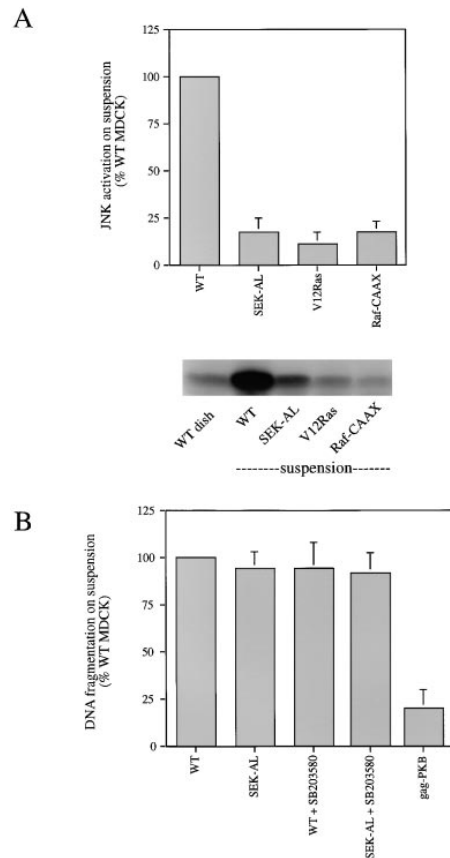 A
JNK activation on suspension
(% WT MDCK)
125
100
75
50
25
0
WT
SEK-AL
V12Ras
Raf-CAAX
WT dish
WT
SEK-AL
V12Ras
Raf-CAAX
-------suspension-------
B
DNA fragmentation on suspension
(% WT MDCK)
125
100
75
50
25
0
WT
SEK-AL
WT + SB203580
SEK-AL + SB203580
gag-PKB